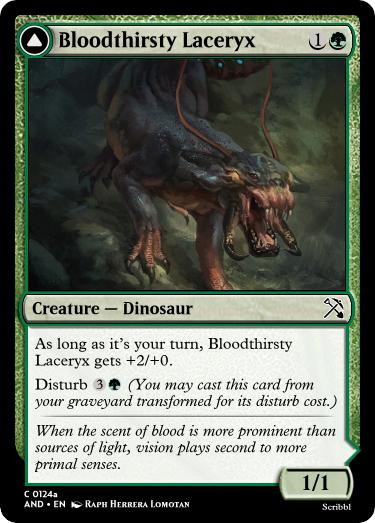 Bloodthirsty Laceryx 1
Creature — Dinosaur
As long as it's your turn, Bloodthirsty
Laceryx gets +2/+0.
Disturb 3 (You may cast this card from
your graveyard transformed for its disturb cost.)
When the scent of blood is more prominent than
sources of light, vision plays second to more
primal senses.
1/1
C 0124a
AND • EN Raph Herrera Lomotan
Scribbl